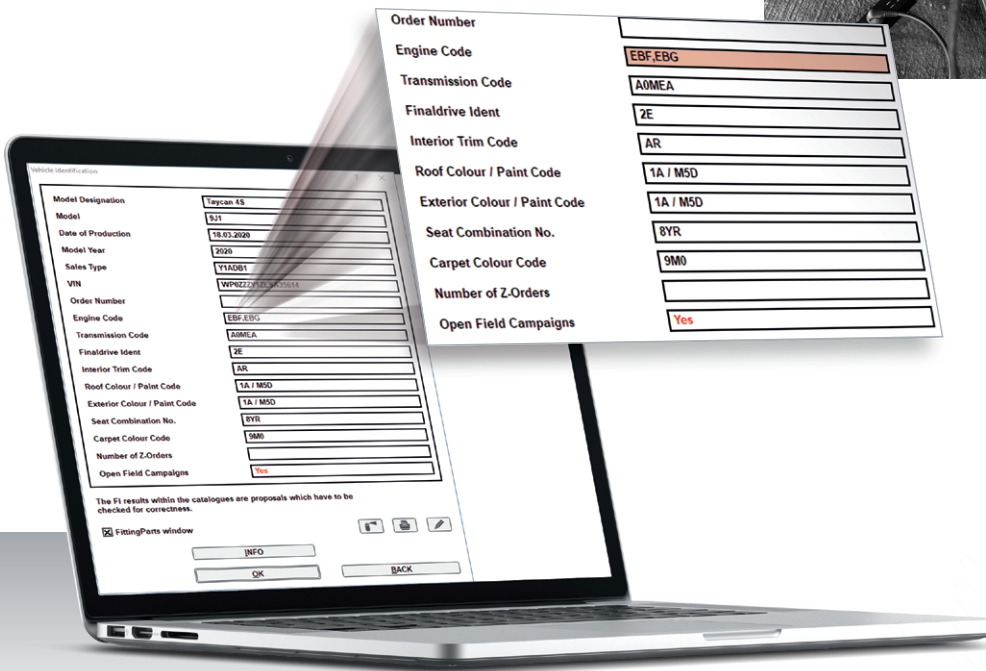 Order Number
Engine Code EBF,EBG
Transmission Code A0MEA
Finaldrive Ident 2E
Interior Trim Code AR
Roof Colour / Paint Code 1A / M5D
Exterior Colour / Paint Code 1A / M5D
Seat Combination No. 8YR
Carpet Colour Code 9M0
Number of Z-Orders
Open Field Campaigns Yes
Vehicle Identification
Model Designation Taycan 4S
Model 9J1
Date of Production 18.03.2020
Model Year 2020
Sales Type Y1ADB1
VIN
Order Number
Engine Code EBF,EBG
Transmission Code A0MEA
Finaldrive Ident 2E
Interior Trim Code AR
Roof Colour / Paint Code 1A / M5D
Exterior Colour / Paint Code 1A / M5D
Seat Combination No. 8YR
Carpet Colour Code 9M0
Number of Z-Orders
Open Field Campaigns Yes
The FI results within the catalogues are proposals which have to be
checked for correctness.
FittingParts window
INFO
OK BACK